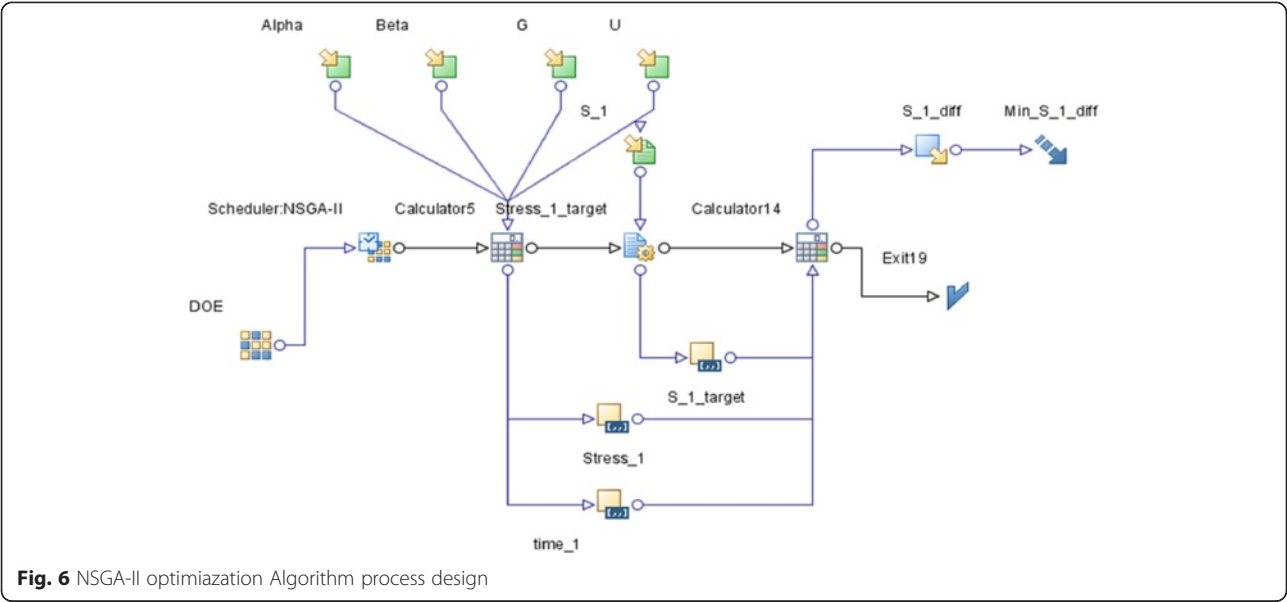 Alpha Beta G U
S_1
S_1_diff Min_S_1_diff
Scheduler:NSGA-II Calculator5 Stress_1_target Calculator14
Exit19
DOE
S_1_target
Stress_1
time_1
Fig. 6 NSGA-II optimiazation Algorithm process design